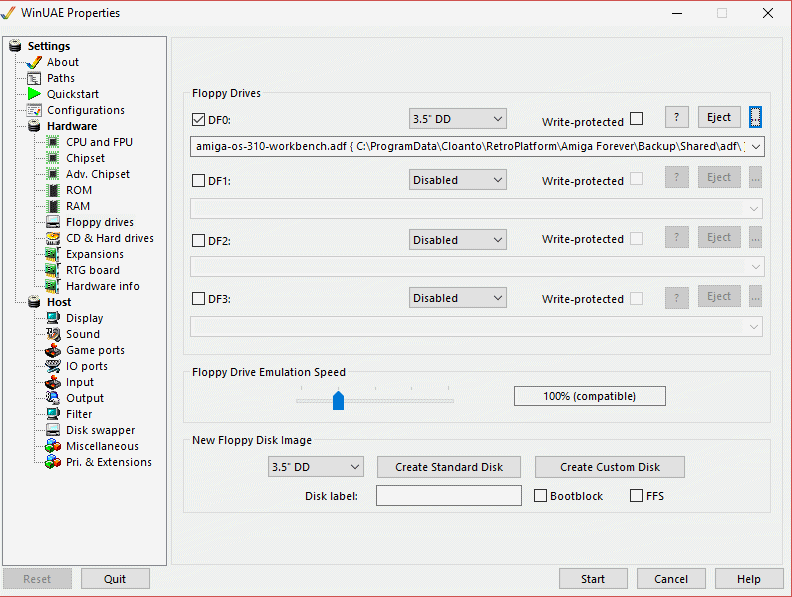 WinUAE Properties
Settings
About
Paths
Quickstart
Configurations
Hardware
CPU and FPU
Chipset
Adv. Chipset
ROM
RAM
Floppy drives
CD & Hard drives
Expansions
RTG board
Hardware info
Host
Display
Sound
Game ports
IO ports
Input
Output
Filter
Disk swapper
Miscellaneous
Pri. & Extensions
Floppy Drives
DF0: 3.5" DD Write-protected ? Eject ...
amiga-os-310-workbench.adf { C:\ProgramData\Cloanto\RetroPlatform\Amiga Forever\Backup\Shared\adf\
DF1: Disabled Write-protected ? Eject ...
DF2: Disabled Write-protected ? Eject ...
DF3: Disabled Write-protected ? Eject ...
Floppy Drive Emulation Speed
100% (compatible)
New Floppy Disk Image
3.5" DD Create Standard Disk Create Custom Disk
Disk label: Bootblock FFS
Reset Quit Start Cancel Help